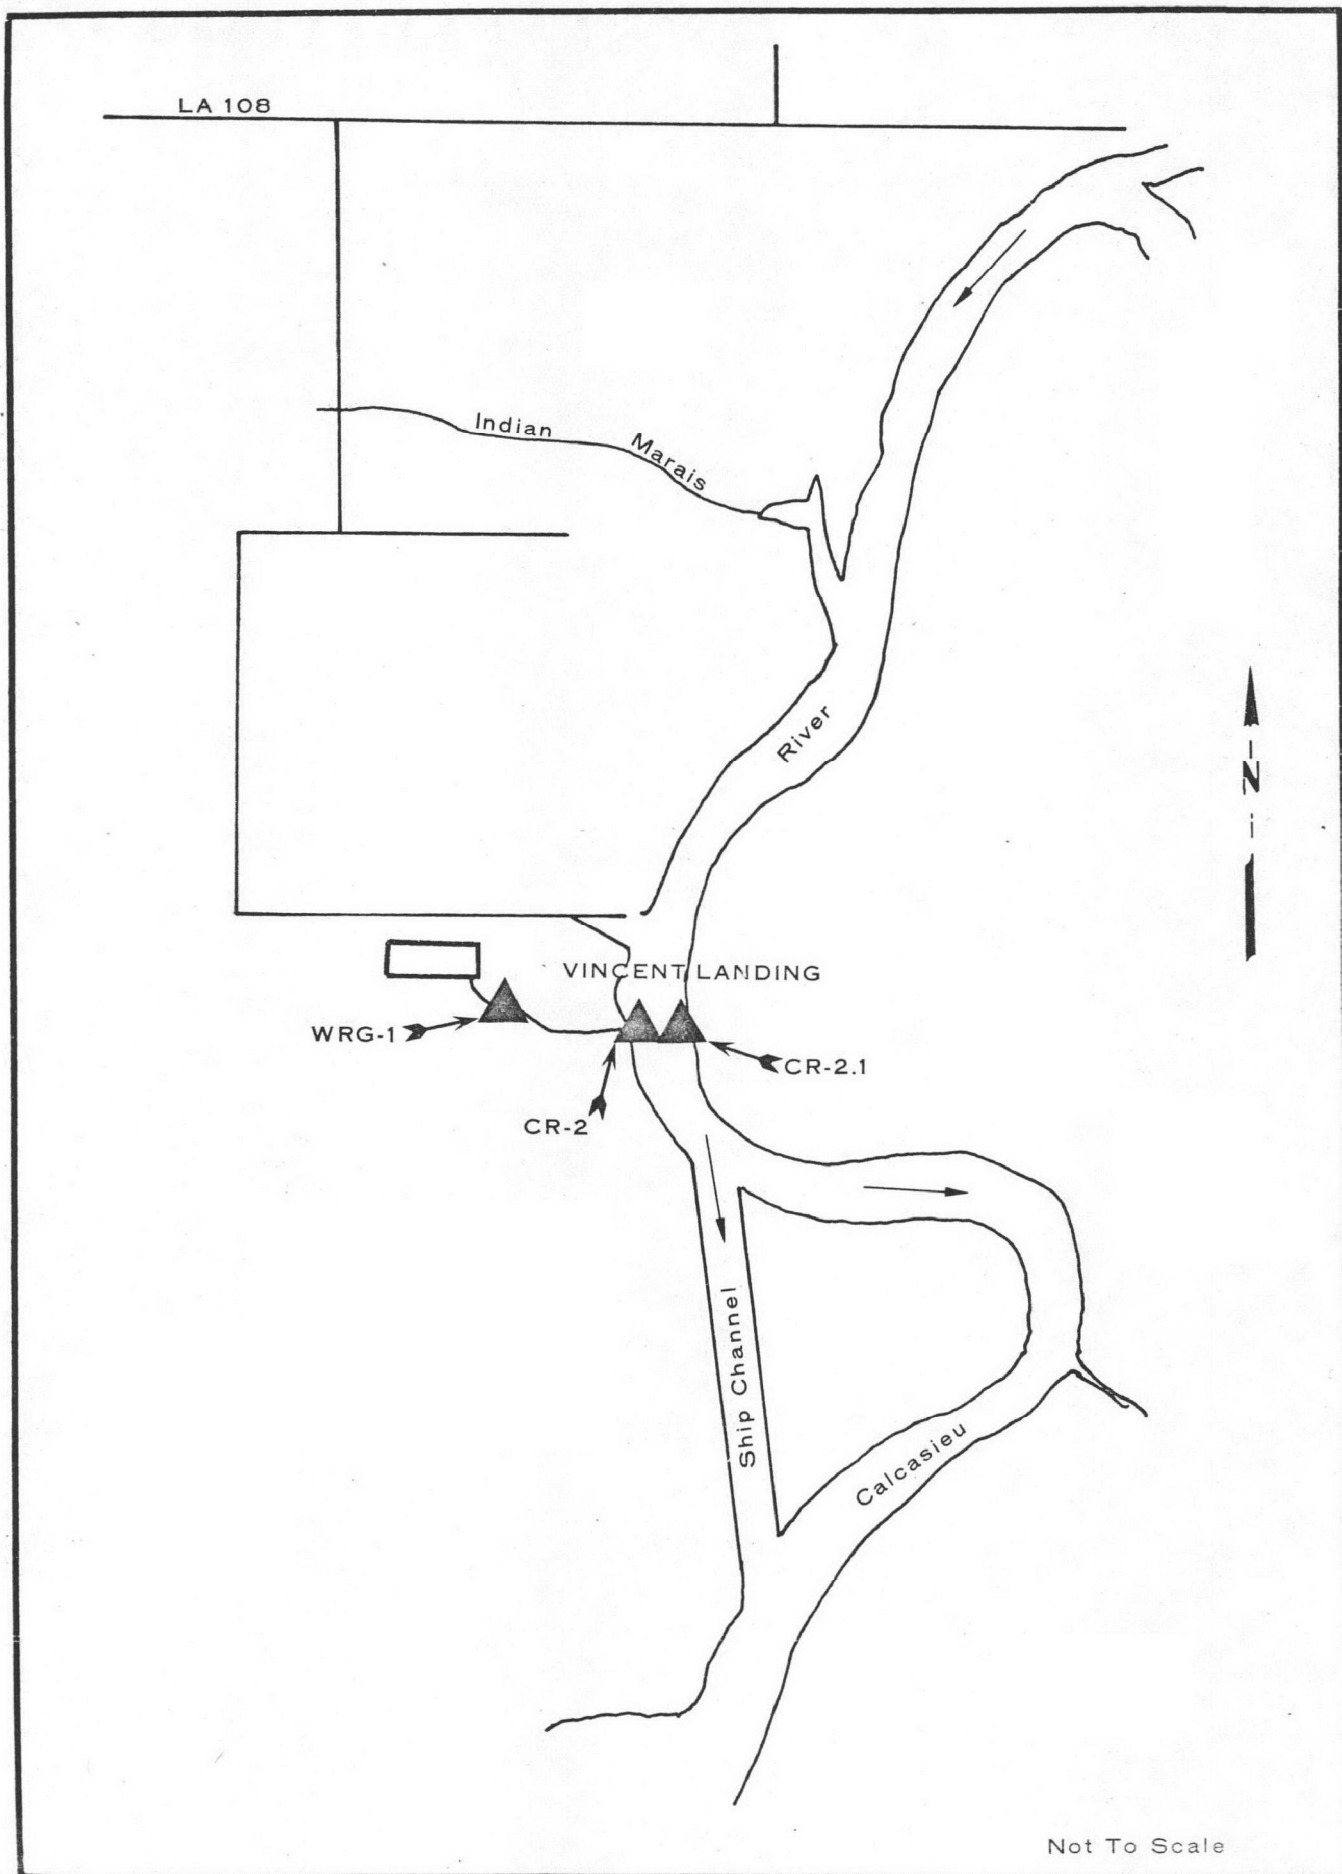 LA 108
Indian Marais
River
N
VINCENT LANDING
WRG-1
CR-2.1
CR-2
Ship Channel
Calcasieu
Not To Scale